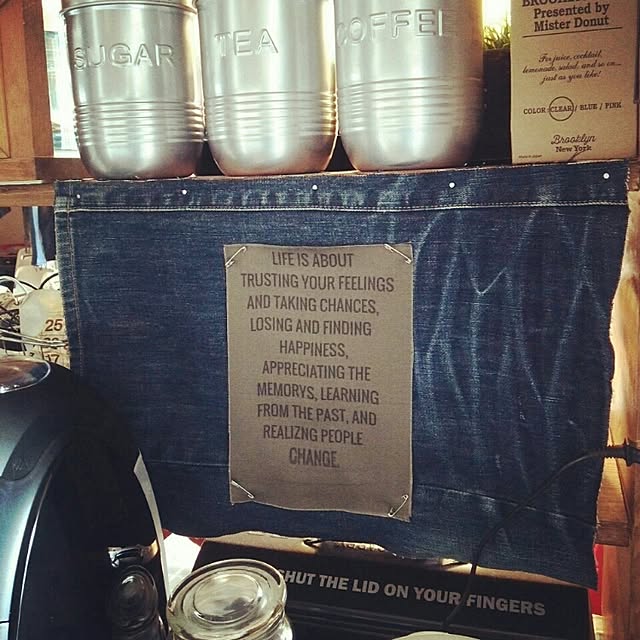 SUGAR
TEA
COFFEE
Presented by
Mister Donut
For juice, cocktail,
lemonade, salad, and so on...
just as you like!
COLOR: CLEAR / BLUE / PINK
Brooklyn
New York
LIFE IS ABOUT
TRUSTING YOUR FEELINGS
AND TAKING CHANCES,
LOSING AND FINDING
HAPPINESS,
APPRECIATING THE
MEMORYS, LEARNING
FROM THE PAST, AND
REALIZNG PEOPLE
CHANGE.
25
SHUT THE LID ON YOUR FINGERS